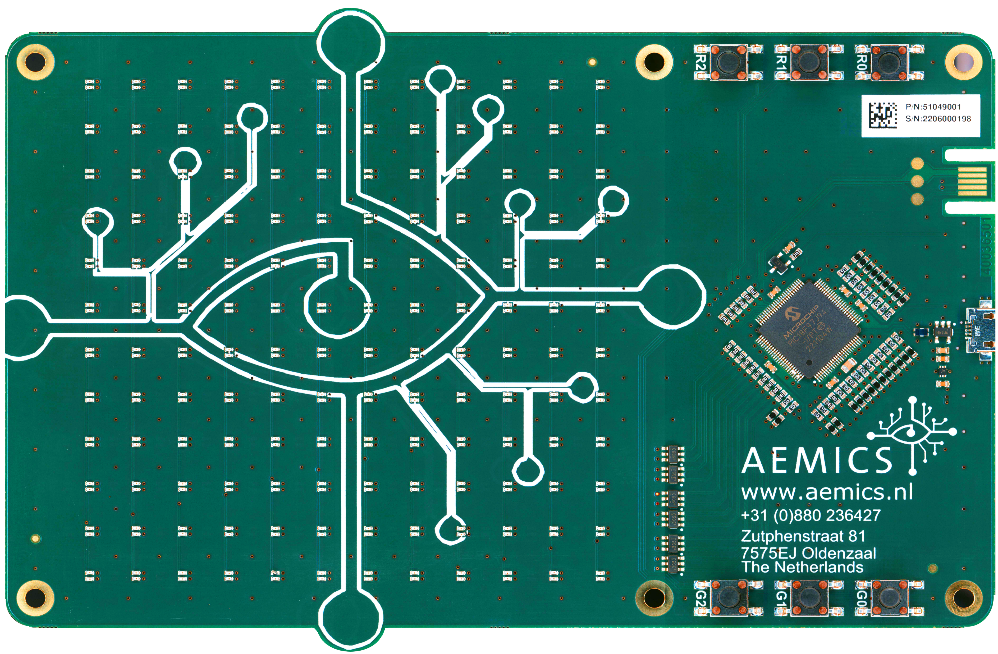 R2
R1
R0
P/N:51049001
S/N:2206000198
MICROCHIP
AEMICS
www.aemics.nl
+31 (0)880 236427
Zutphenstraat 81
7575EJ Oldenzaal
The Netherlands
G2
G1
G0